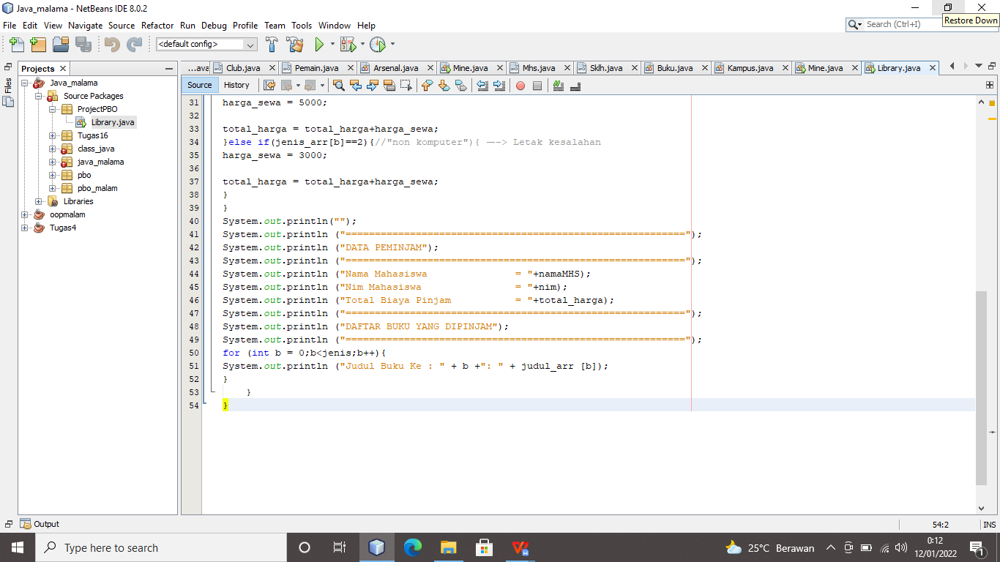 Java_malama - NetBeans IDE 8.0.2
File Edit View Navigate Source Refactor Run Debug Profile Team Tools Window Help
Search (Ctrl+I)
Restore Down
<default config>
Files
Projects
...ava Club.java Pemain.java Arsenal.java Mine.java Mhs.java Sklh.java Buku.java Kampus.java Mine.java Library.java
Java_malama
Source Packages
ProjectPBO
Library.java
Tugas16
class_java
java_malama
pbo
pbo_malam
Libraries
oopmalam
Tugas4
Source History
31 harga_sewa = 5000;
32
33 total_harga = total_harga+harga_sewa;
34 }else if(jenis_arr[b]==2){//"non komputer"){ —–> Letak kesalahan
35 harga_sewa = 3000;
36
37 total_harga = total_harga+harga_sewa;
38 }
39 }
40 System.out.println("");
41 System.out.println ("==========================================================");
42 System.out.println ("DATA PEMINJAM");
43 System.out.println ("==========================================================");
44 System.out.println ("Nama Mahasiswa               = "+namaMHS);
45 System.out.println ("Nim Mahasiswa                = "+nim);
46 System.out.println ("Total Biaya Pinjam           = "+total_harga);
47 System.out.println ("==========================================================");
48 System.out.println ("DAFTAR BUKU YANG DIPINJAM");
49 System.out.println ("==========================================================");
50 for (int b = 0;b<jenis;b++){
51 System.out.println ("Judul Buku Ke : " + b +": " + judul_arr [b]);
52 }
53     }
54 }
Output
54:2 INS
Type here to search
25°C Berawan
0:12
12/01/2022
1